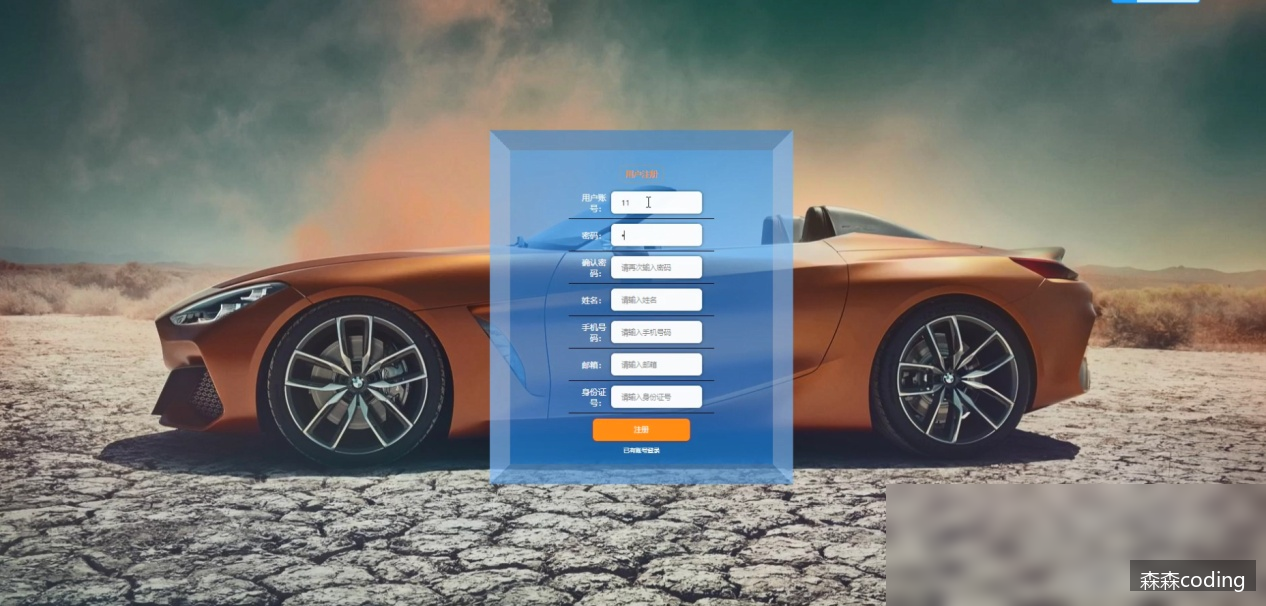 用户注册
用户账
号：
11
密码：
确认密
码：
请再次输入密码
姓名：
请输入姓名
手机号
码：
请输入手机号码
邮箱：
请输入邮箱
身份证
号：
请输入身份证号
注册
已有账号登录
森森coding